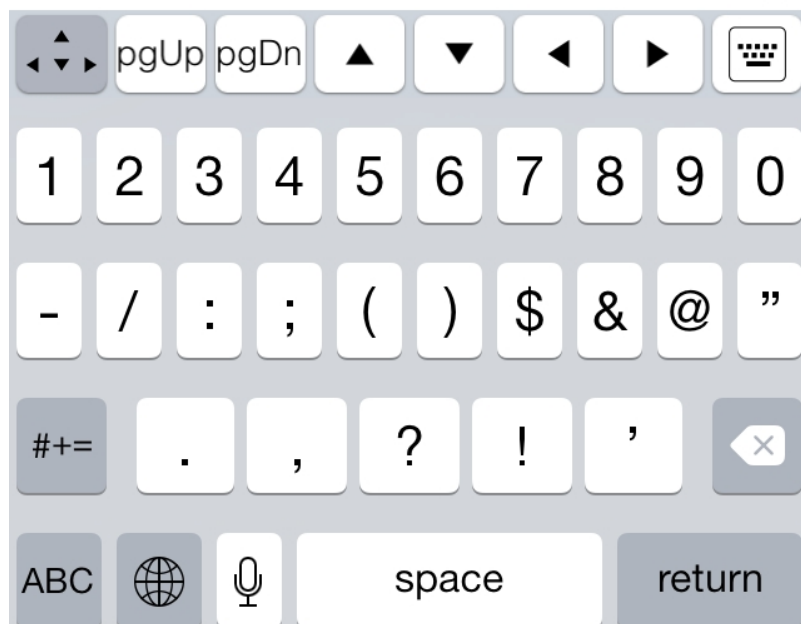 pgUp pgDn ▲ ▼ ◀ ▶
1 2 3 4 5 6 7 8 9 0
- / : ; ( ) $ & @ ”
#+= . , ? ! ’
ABC space return